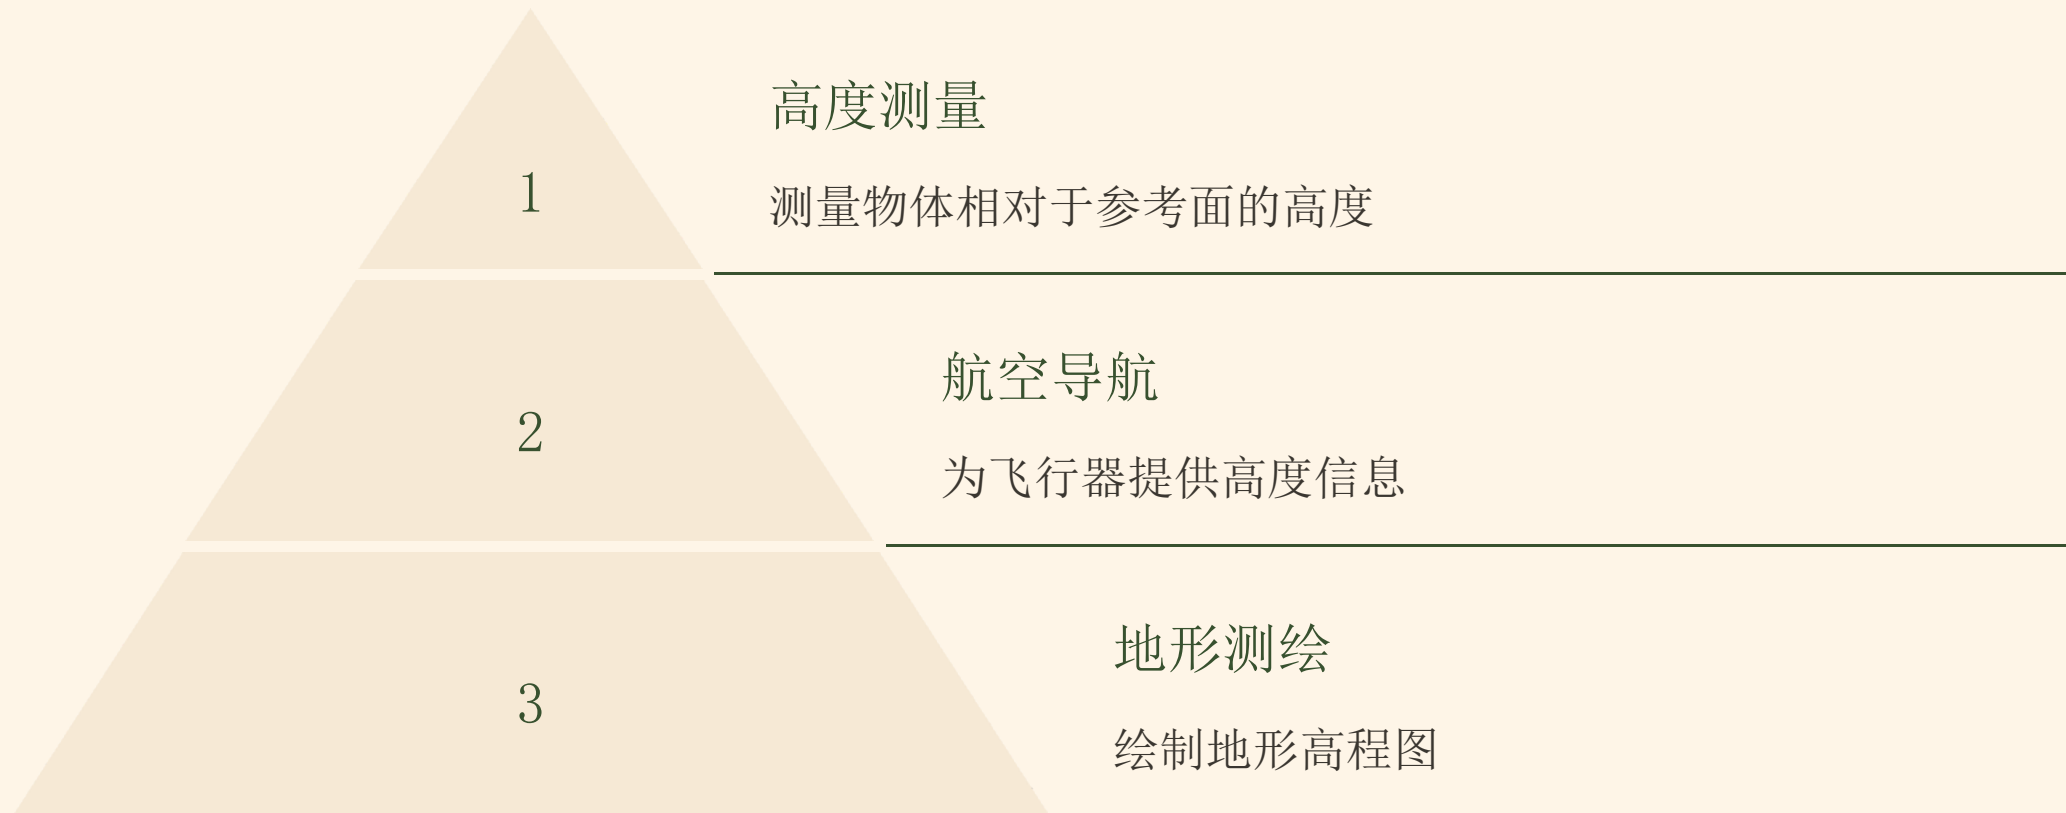 1
高度测量
测量物体相对于参考面的高度
2
航空导航
为飞行器提供高度信息
3
地形测绘
绘制地形高程图